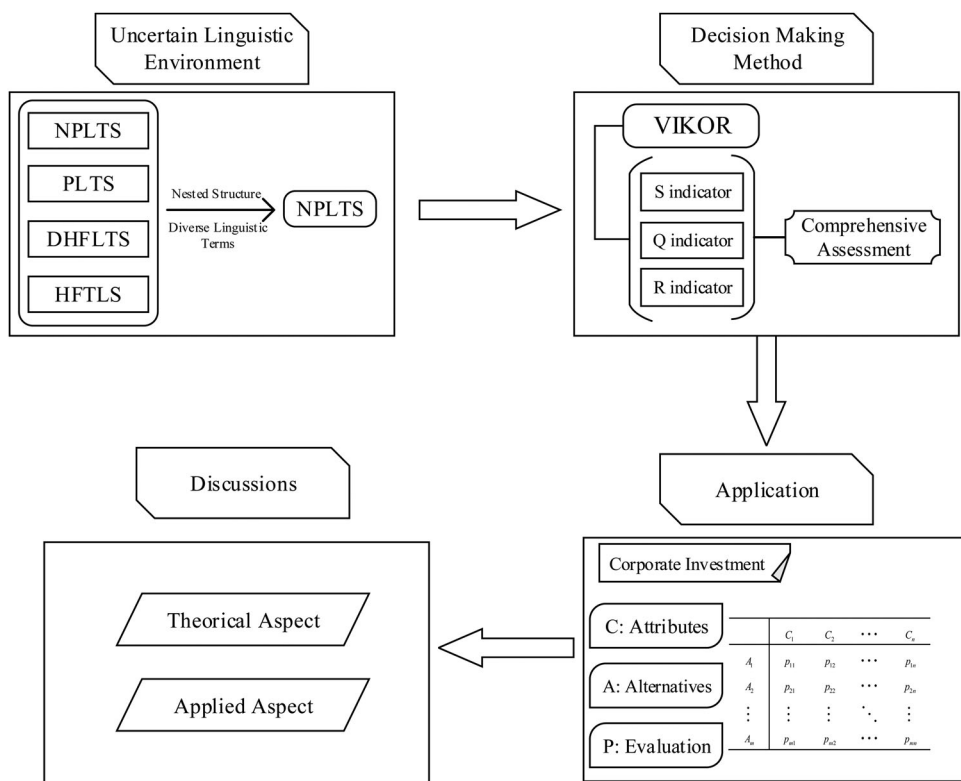 Uncertain Linguistic
Environment
NPLTS
PLTS
DHFLTS
HFTLS
Nested Structure
Diverse Linguistic
Terms
NPLTS
Decision Making
Method
VIKOR
S indicator
Q indicator
R indicator
Comprehensive
Assessment
Discussions
Theorical Aspect
Applied Aspect
Application
Corporate Investment
C: Attributes
A: Alternatives
P: Evaluation
C₁ C₂ ⋯ Cₙ
A₁ p₁₁ p₁₂ ⋯ p₁ₙ
A₂ p₂₁ p₂₂ ⋯ p₂ₙ
⋮ ⋮ ⋮ ⋱ ⋮
Aₘ pₘ₁ pₘ₂ ⋯ pₘₙ